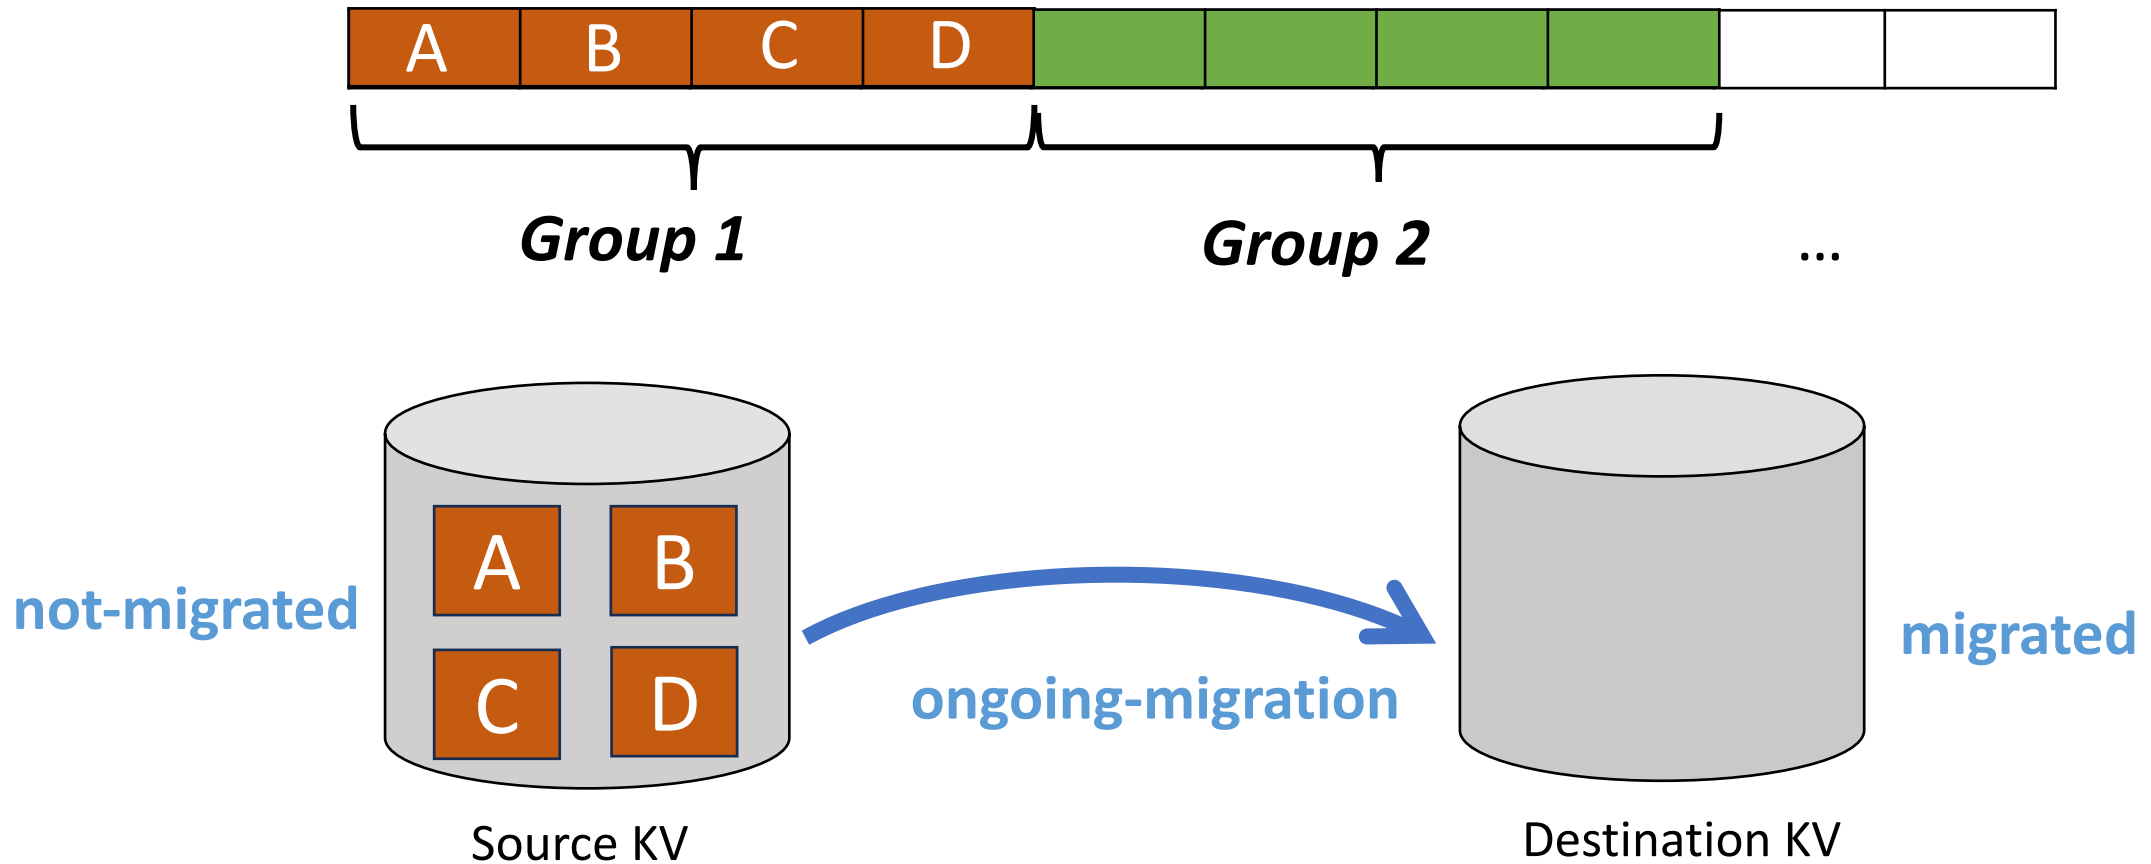 A B C D
Group 1
Group 2
...
A B
not-migrated
C D
ongoing-migration
migrated
Source KV
Destination KV